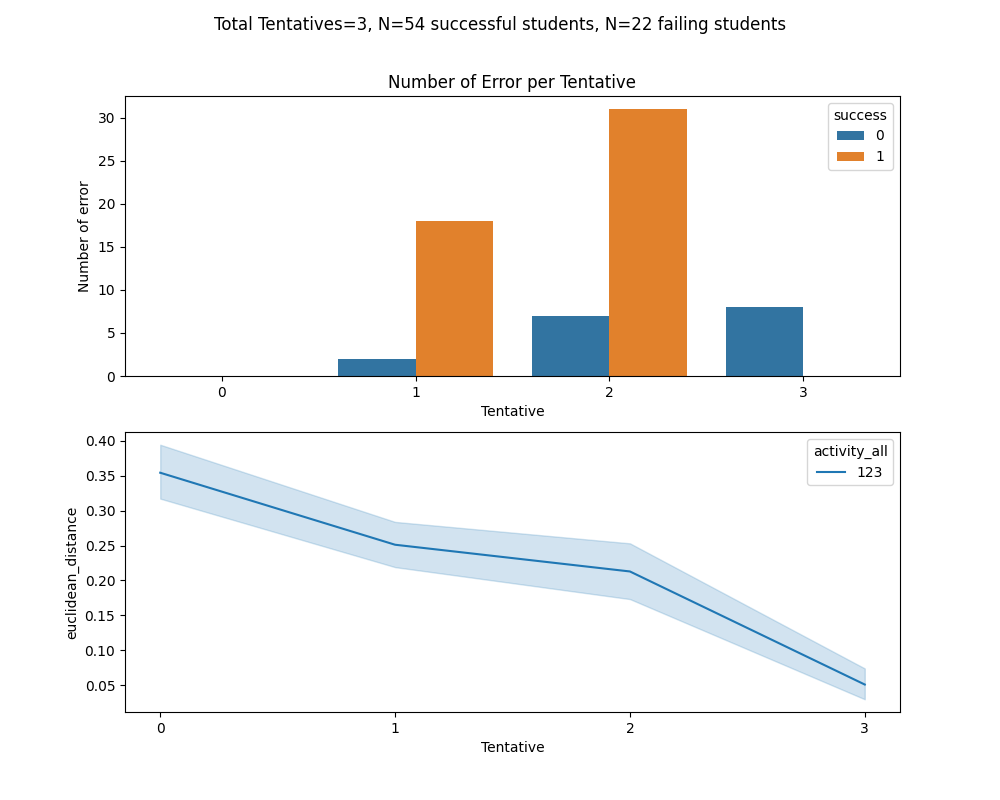 Total Tentatives=3, N=54 successful students, N=22 failing students
Number of Error per Tentative
Number of error
30
25
20
15
10
5
0
success
0
1
0 1 2 3
Tentative
euclidean_distance
0.40
0.35
0.30
0.25
0.20
0.15
0.10
0.05
activity_all
123
0 1 2 3
Tentative